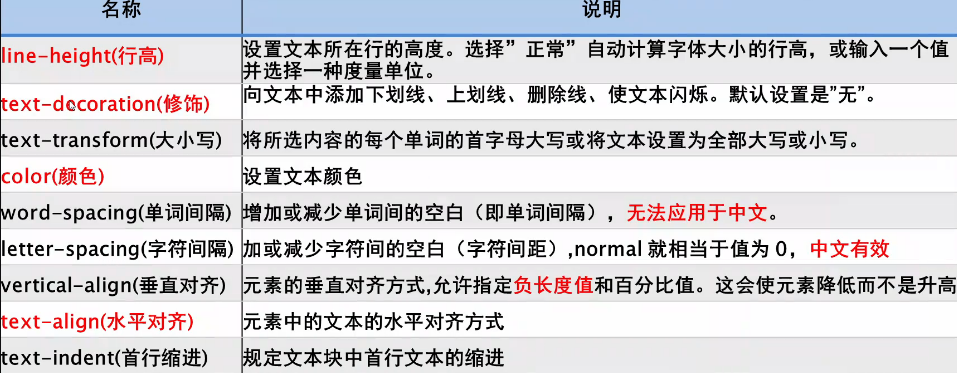 名称 说明
line-height(行高) 设置文本所在行的高度。选择”正常”自动计算字体大小的行高，或输入一个值
并选择一种度量单位。
text-decoration(修饰) 向文本中添加下划线、上划线、删除线、使文本闪烁。默认设置是”无”。
text-transform(大小写) 将所选内容的每个单词的首字母大写或将文本设置为全部大写或小写。
color(颜色) 设置文本颜色
word-spacing(单词间隔) 增加或减少单词间的空白（即单词间隔），无法应用于中文。
letter-spacing(字符间隔) 加或减少字符间的空白（字符间距）,normal 就相当于值为 0，中文有效
vertical-align(垂直对齐) 元素的垂直对齐方式,允许指定负长度值和百分比值。这会使元素降低而不是升高
text-align(水平对齐) 元素中的文本的水平对齐方式
text-indent(首行缩进) 规定文本块中首行文本的缩进